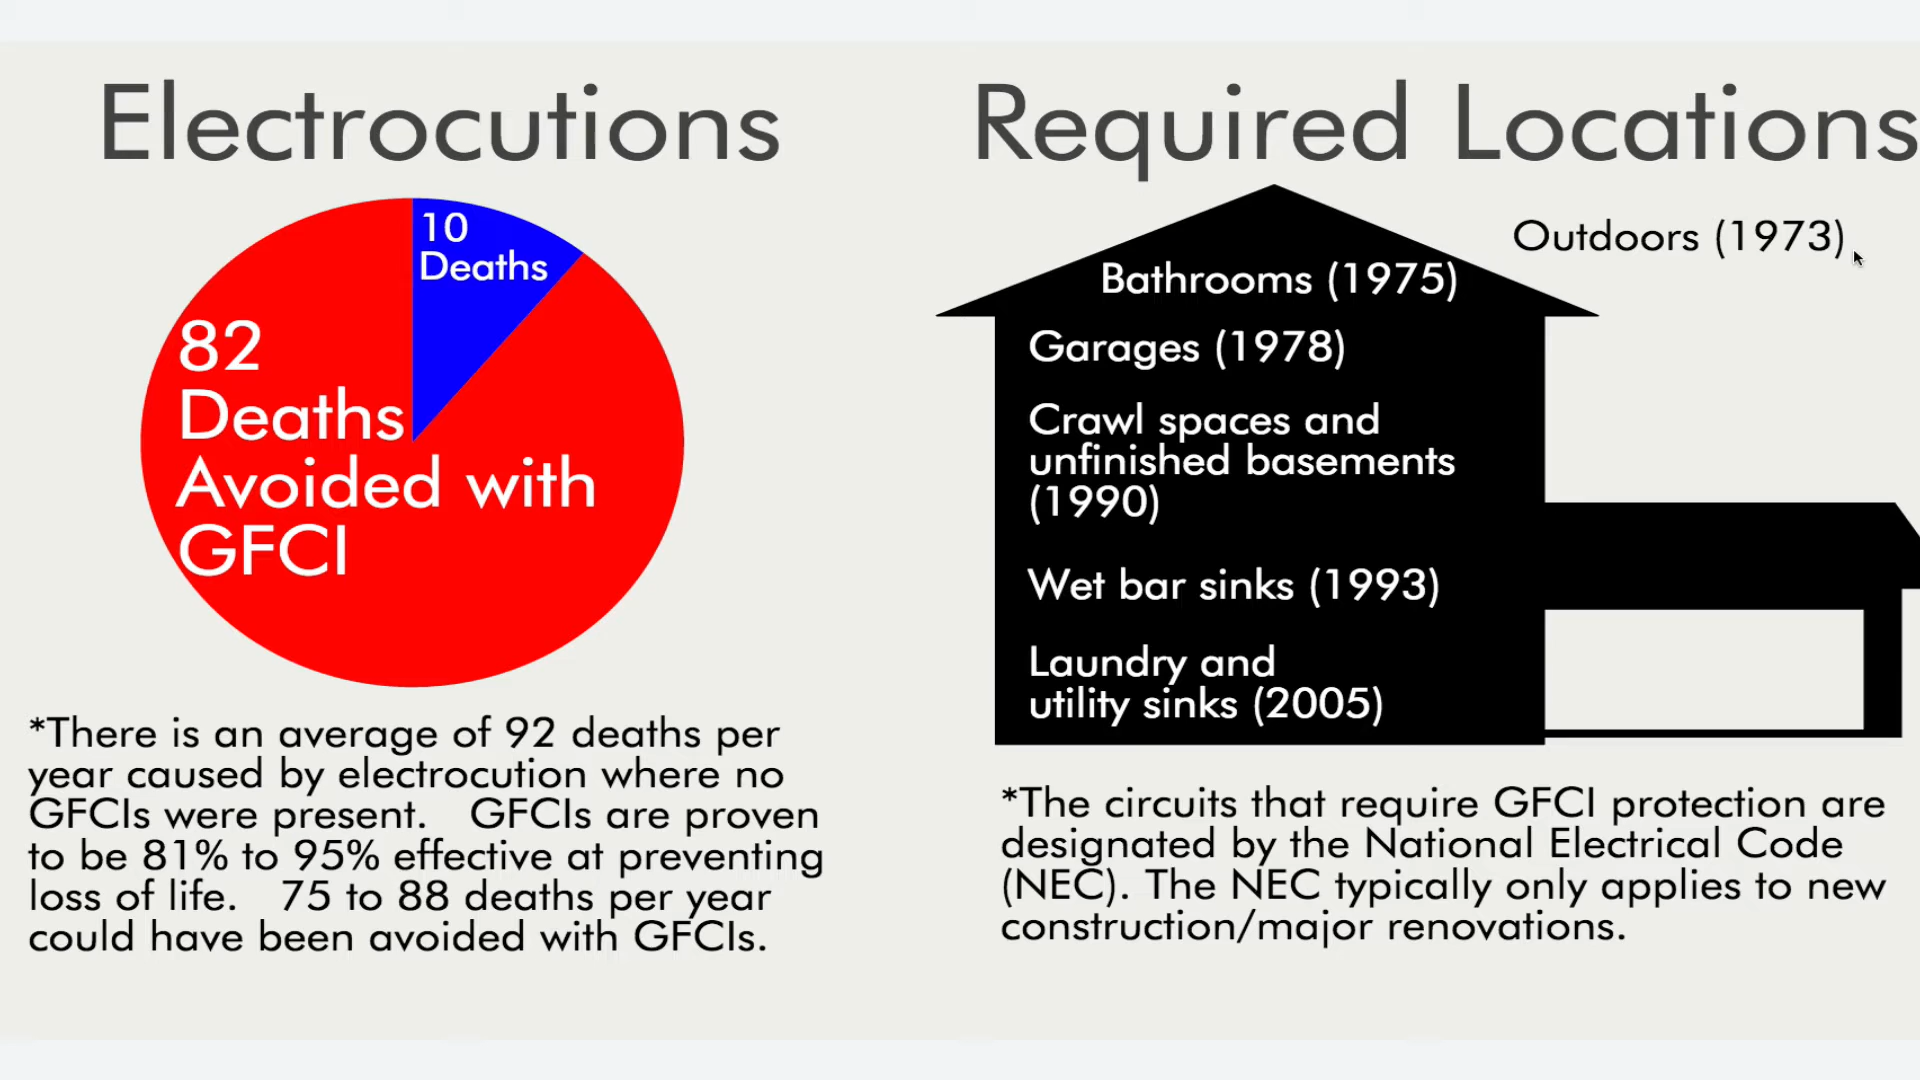 Electrocutions
10
Deaths
82
Deaths
Avoided with
GFCI
*There is an average of 92 deaths per
year caused by electrocution where no
GFCIs were present.   GFCIs are proven
to be 81% to 95% effective at preventing
loss of life.   75 to 88 deaths per year
could have been avoided with GFCIs.
Required Locations
Outdoors (1973)
Bathrooms (1975)
Garages (1978)
Crawl spaces and
unfinished basements
(1990)
Wet bar sinks (1993)
Laundry and
utility sinks (2005)
*The circuits that require GFCI protection are
designated by the National Electrical Code
(NEC). The NEC typically only applies to new
construction/major renovations.